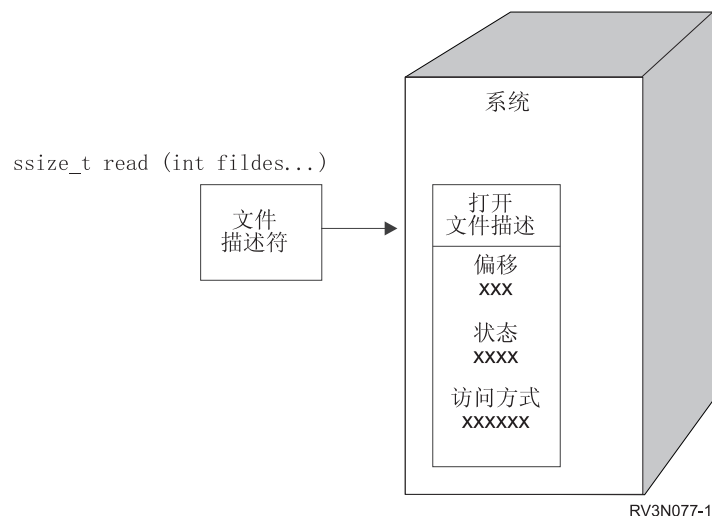 系统
ssize_t read (int fildes...)
文件
描述符
打开
文件描述
偏移
xxx
状态
xxxx
访问方式
xxxxxx
RV3N077-1